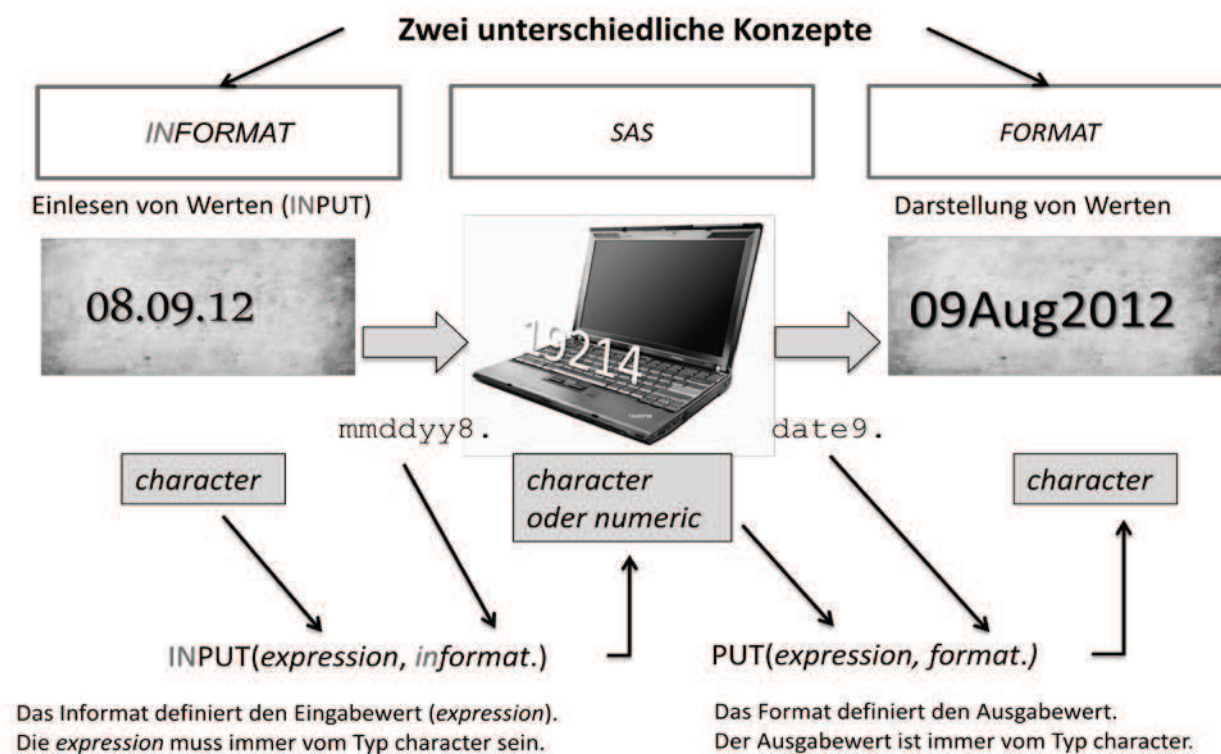 Zwei unterschiedliche Konzepte
INFORMAT
SAS
FORMAT
Einlesen von Werten (INPUT)
Darstellung von Werten
08.09.12
19214
09Aug2012
mmddyy8.
date9.
character
character
oder numeric
character
INPUT(expression, informat.)
PUT(expression, format.)
Das Informat definiert den Eingabewert (expression).
Die expression muss immer vom Typ character sein.
Das Format definiert den Ausgabewert.
Der Ausgabewert ist immer vom Typ character.